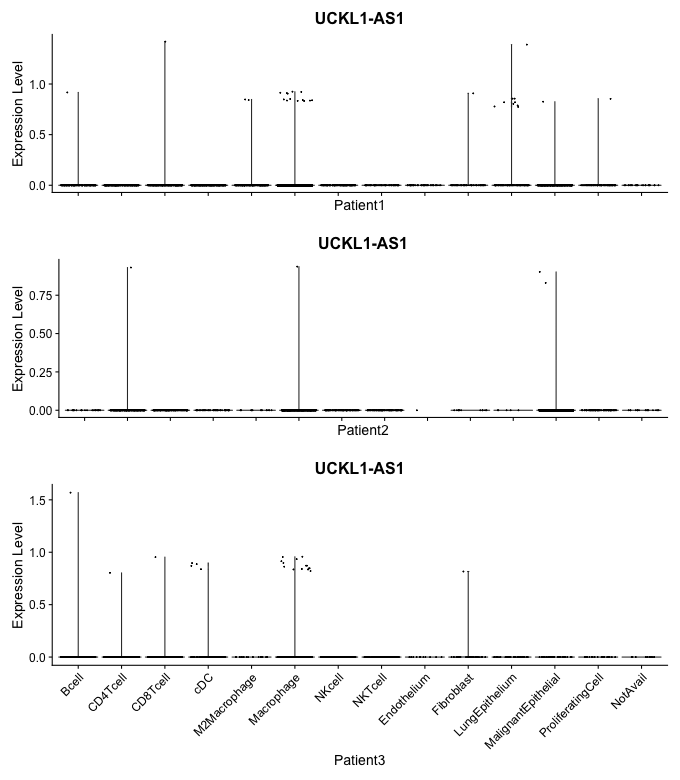 UCKL1-AS1
Expression Level
1.0
0.5
0.0
Patient1
UCKL1-AS1
Expression Level
0.75
0.50
0.25
0.00
Patient2
UCKL1-AS1
Expression Level
1.5
1.0
0.5
0.0
Bcell
CD4Tcell
CD8Tcell
cDC
M2Macrophage
Macrophage
NKcell
NKTcell
Endothelium
Fibroblast
LungEpithelium
MalignantEpithelial
ProliferatingCell
NotAvail
Patient3